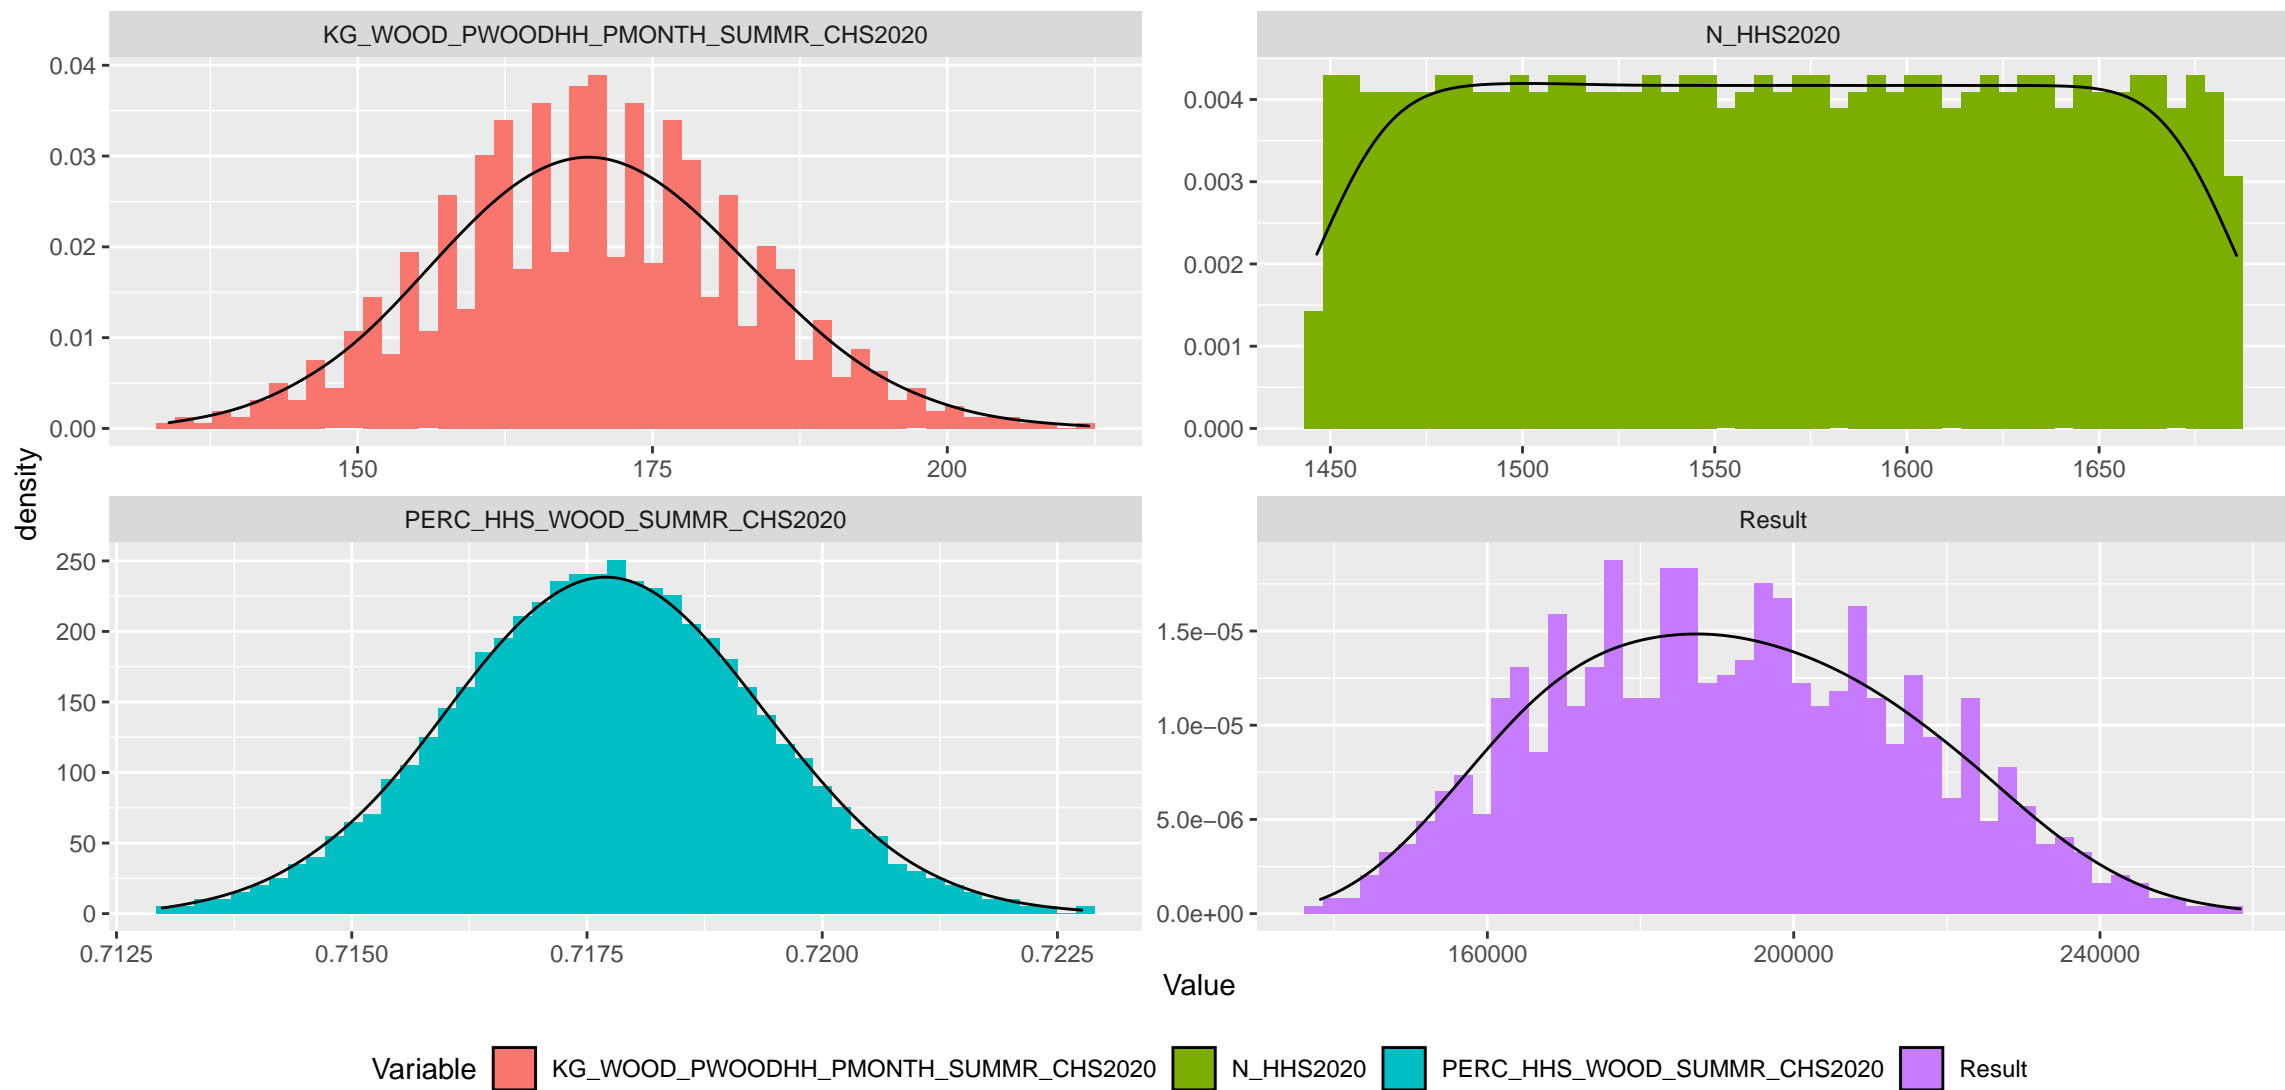 KG_WOOD_PWOODHH_PMONTH_SUMMR_CHS2020
N_HHS2020
0.04
0.03
0.02
0.01
0.00
150 175 200
0.004
0.003
0.002
0.001
0.000
1450 1500 1550 1600 1650
density
PERC_HHS_WOOD_SUMMR_CHS2020
Result
250
200
150
100
50
0
0.7125 0.7150 0.7175 0.7200 0.7225
1.5e−05
1.0e−05
5.0e−06
0.0e+00
160000 200000 240000
Value
Variable KG_WOOD_PWOODHH_PMONTH_SUMMR_CHS2020 N_HHS2020 PERC_HHS_WOOD_SUMMR_CHS2020 Result